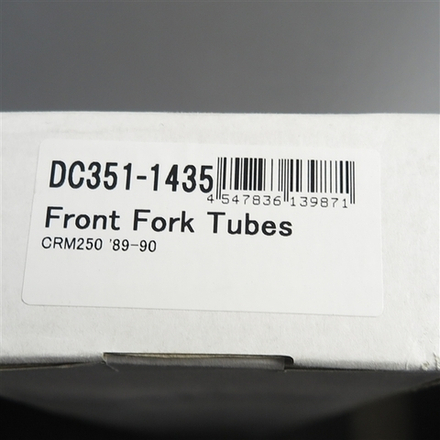 DC351-1435
4 547836 139871
Front Fork Tubes
CRM250 '89-90